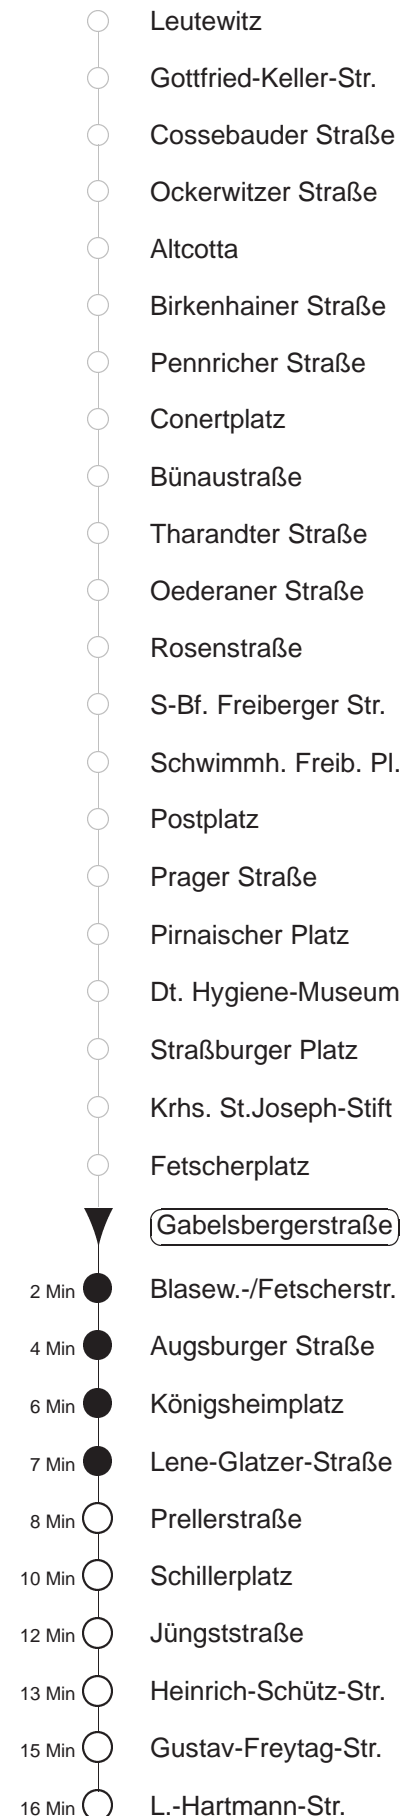 Leutewitz
Gottfried-Keller-Str.
Cossebauder Straße
Ockerwitzer Straße
Altcotta
Birkenhainer Straße
Pennricher Straße
Conertplatz
Bünaustraße
Tharandter Straße
Oederaner Straße
Rosenstraße
S-Bf. Freiberger Str.
Schwimmh. Freib. Pl.
Postplatz
Prager Straße
Pirnaischer Platz
Dt. Hygiene-Museum
Straßburger Platz
Krhs. St.Joseph-Stift
Fetscherplatz
Gabelsbergerstraße
2 Min Blasew.-/Fetscherstr.
4 Min Augsburger Straße
6 Min Königsheimplatz
7 Min Lene-Glatzer-Straße
8 Min Prellerstraße
10 Min Schillerplatz
12 Min Jüngststraße
13 Min Heinrich-Schütz-Str.
15 Min Gustav-Freytag-Str.
16 Min L.-Hartmann-Str.